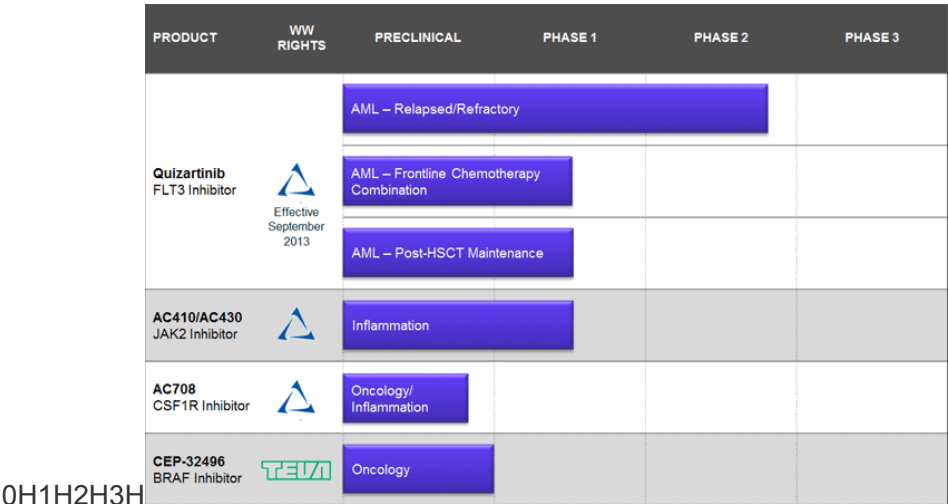 PRODUCT WW RIGHTS PRECLINICAL PHASE 1 PHASE 2 PHASE 3
AML – Relapsed/Refractory
Quizartinib
FLT3 Inhibitor
Effective
September
2013
AML – Frontline Chemotherapy
Combination
AML – Post-HSCT Maintenance
AC410/AC430
JAK2 Inhibitor
Inflammation
AC708
CSF1R Inhibitor
Oncology/
Inflammation
CEP-32496
BRAF Inhibitor
TEVA
Oncology
0H1H2H3H